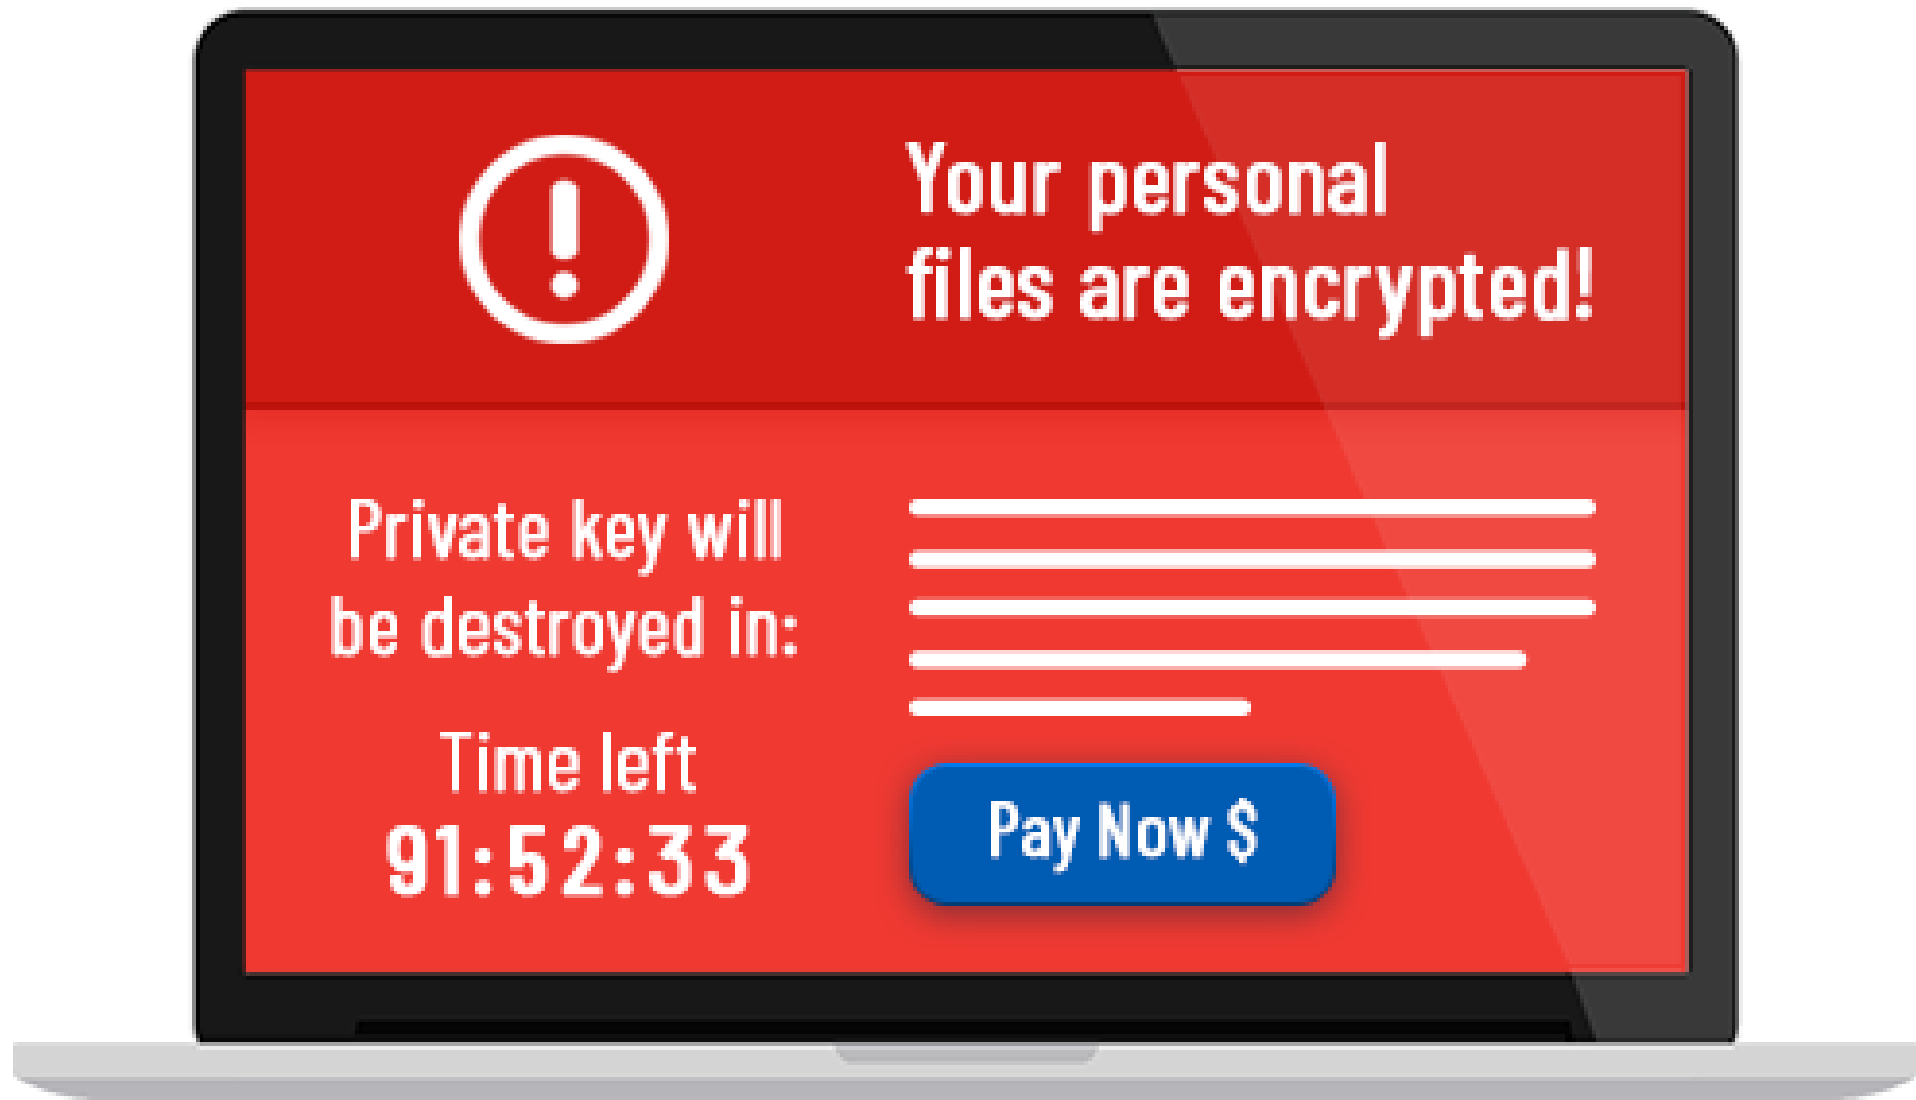 Your personal
files are encrypted!
Private key will
be destroyed in:
Time left
91:52:33
Pay Now $